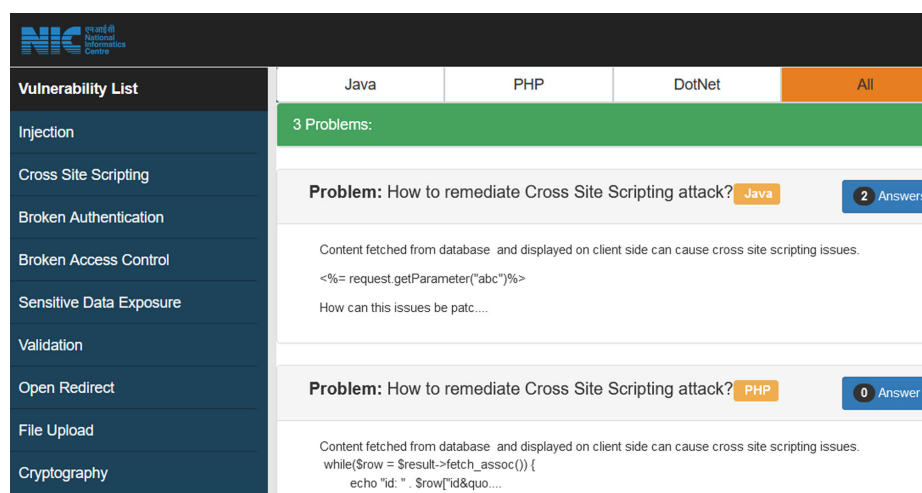 एनआईसी
NIC National
Informatics
Centre
Vulnerability List
Injection
Cross Site Scripting
Broken Authentication
Broken Access Control
Sensitive Data Exposure
Validation
Open Redirect
File Upload
Cryptography
Java PHP DotNet All
3 Problems:
Problem: How to remediate Cross Site Scripting attack? Java 2 Answers
Content fetched from database and displayed on client side can cause cross site scripting issues.
<%= request.getParameter("abc")%>
How can this issues be patc....
Problem: How to remediate Cross Site Scripting attack? PHP 0 Answer
Content fetched from database and displayed on client side can cause cross site scripting issues.
while($row = $result->fetch_assoc()) {
echo "id: " . $row["id&quo....